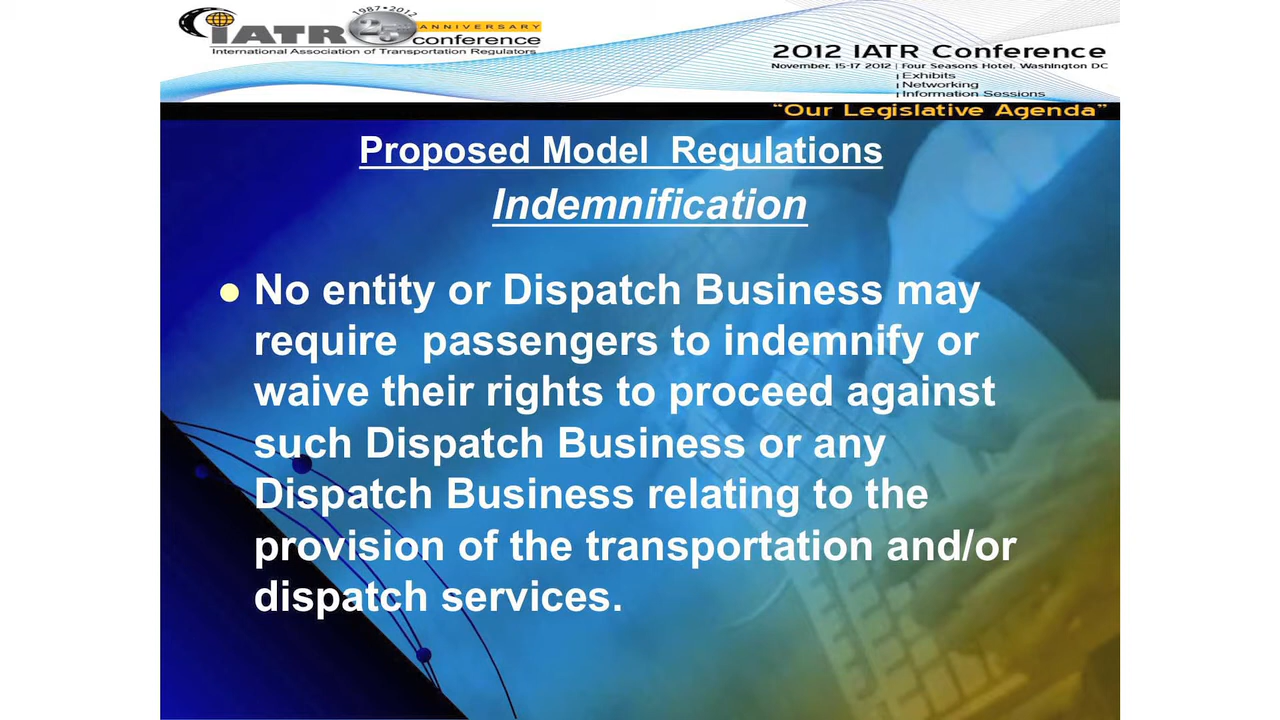 1987•2012
IATR 25th ANNIVERSARY
conference
International Association of Transportation Regulators
2012 IATR Conference
November. 15-17 2012 | Four Seasons Hotel, Washington DC
| Exhibits
| Networking
| Information Sessions
“Our Legislative Agenda”
Proposed Model  Regulations
Indemnification
● No entity or Dispatch Business may
require  passengers to indemnify or
waive their rights to proceed against
such Dispatch Business or any
Dispatch Business relating to the
provision of the transportation and/or
dispatch services.